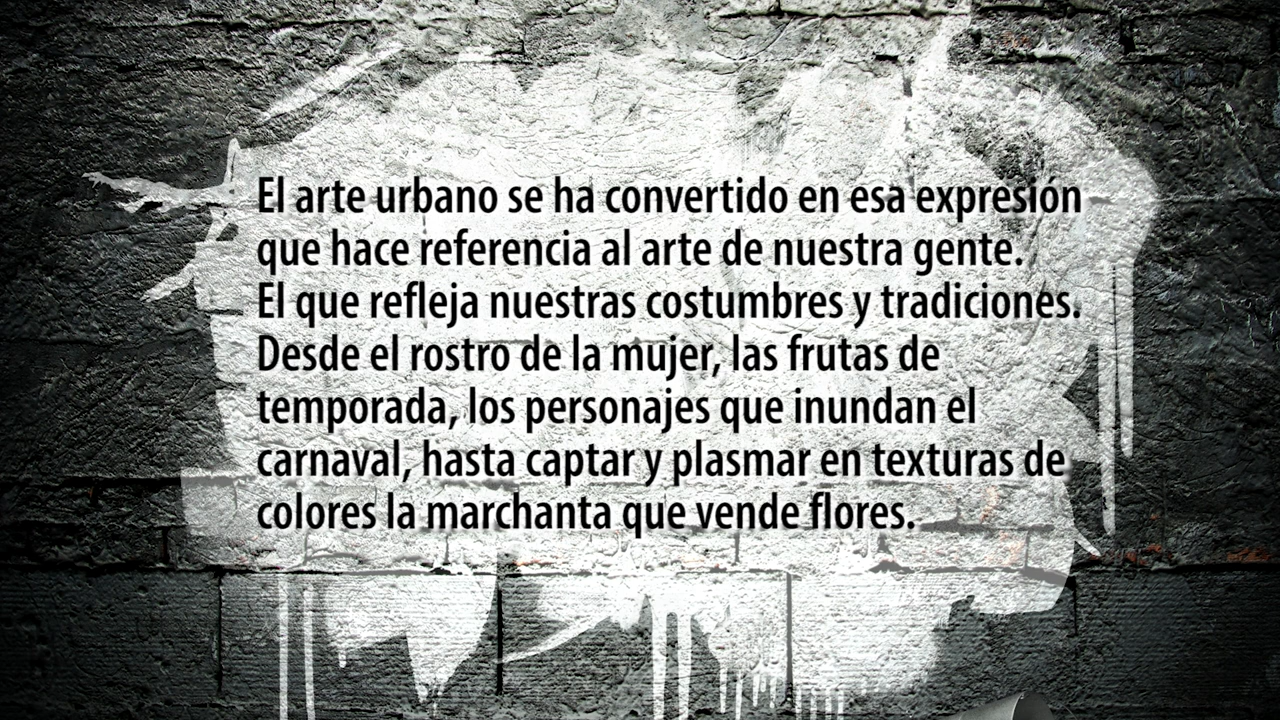 El arte urbano se ha convertido en esa expresión
que hace referencia al arte de nuestra gente.
El que refleja nuestras costumbres y tradiciones.
Desde el rostro de la mujer, las frutas de
temporada, los personajes que inundan el
carnaval, hasta captar y plasmar en texturas de
colores la marchanta que vende flores.